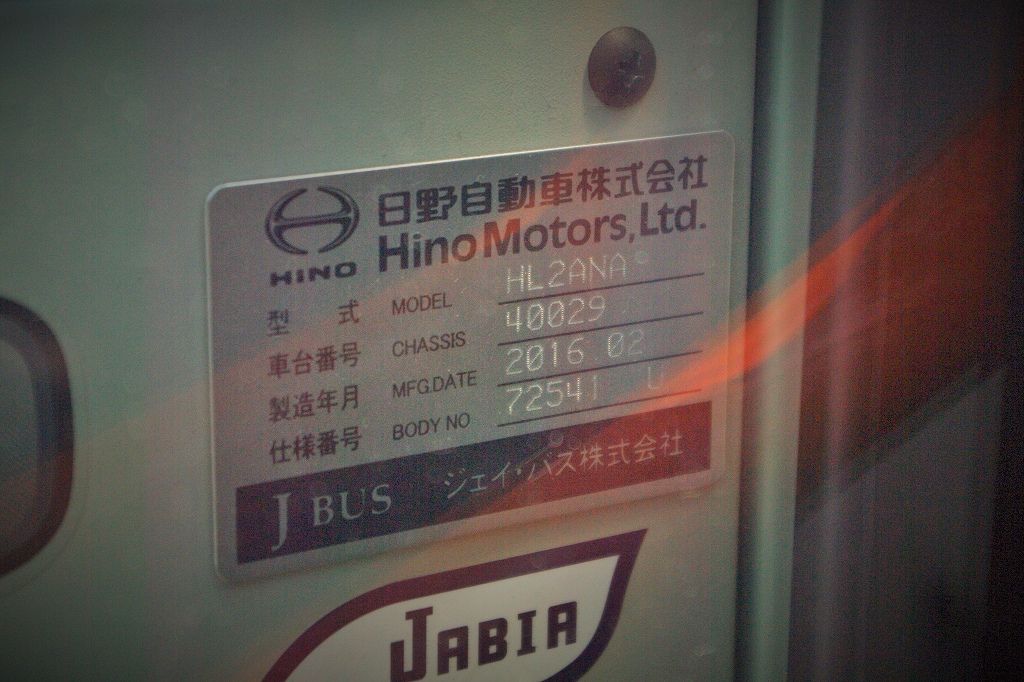 日野自動車株式会社
HINO
Hino Motors, Ltd.
型 式 MODEL HL2ANA
車台番号 CHASSIS 40029
製造年月 MFG.DATE 2016 02
仕様番号 BODY NO 72541 U
J BUS ジェイ・バス株式会社
JABIA